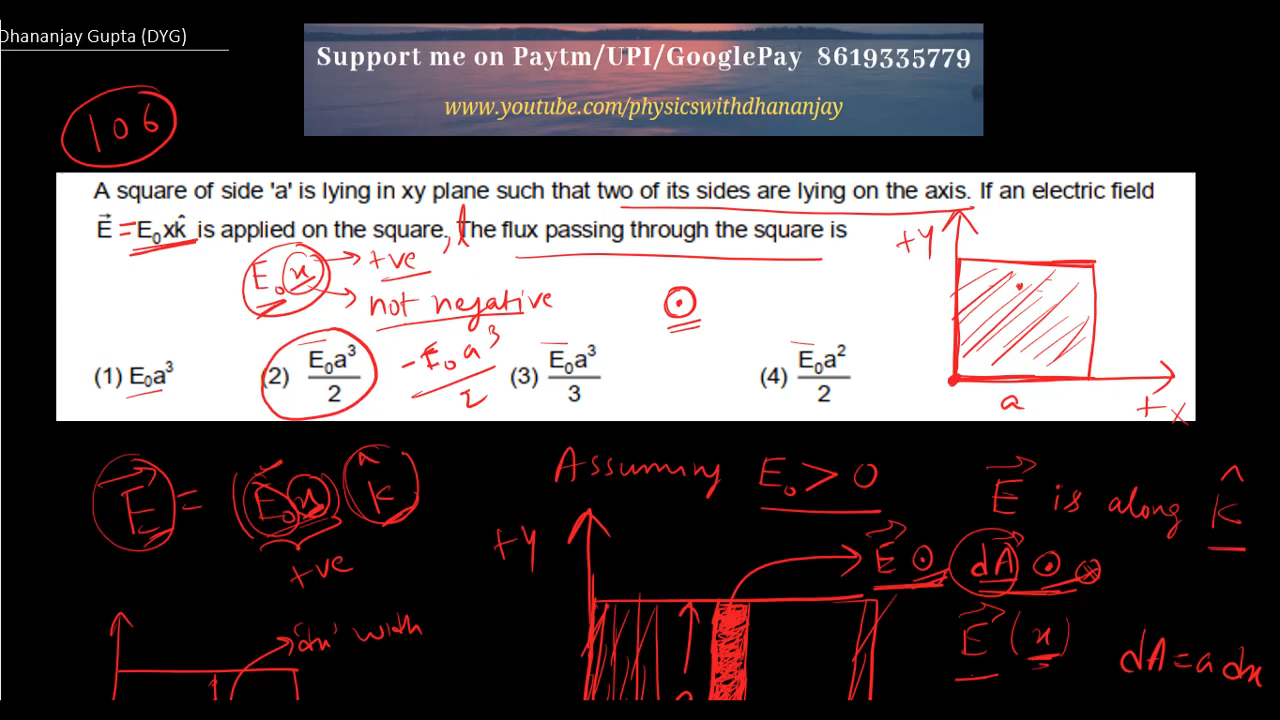 Dhananjay Gupta (DYG)
Support me on Paytm/UPI/GooglePay 8619335779
www.youtube.com/physicswithdhananjay
106
A square of side 'a' is lying in xy plane such that two of its sides are lying on the axis. If an electric field
E⃗ = E₀xk̂ is applied on the square. The flux passing through the square is
+y
E₀x → +ve
→ not negative
(1) E₀a³ (2) E₀a³/2 -E₀a³/2 (3) E₀a³/3 (4) E₀a²/2
a
+x
E⃗ = (E₀x) k̂
+ve
Assuming E₀ > 0
E⃗ is along k̂
+y
E⃗ ⊙ dA⃗ ⊙ ⊗
E⃗ (x)
dA = a dx
'dx' width